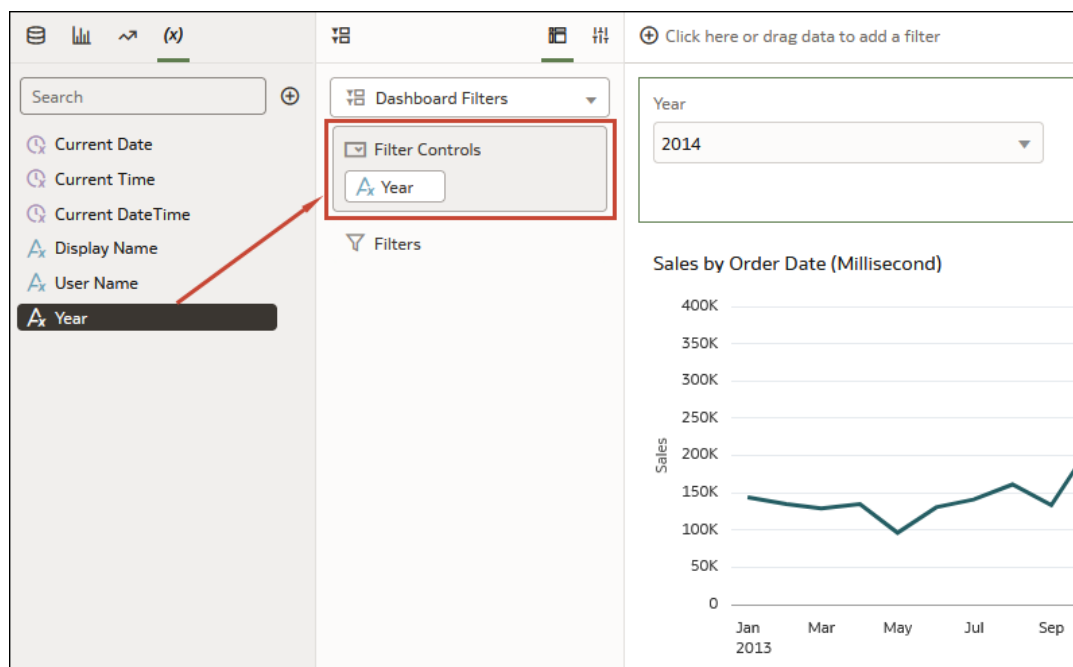 (x)
Click here or drag data to add a filter
Search
Current Date
Current Time
Current DateTime
Display Name
User Name
Year
Dashboard Filters
Filter Controls
Year
Filters
Year
2014
Sales by Order Date (Millisecond)
400K
350K
300K
250K
200K
150K
100K
50K
0
Sales
Jan Mar May Jul Sep
2013